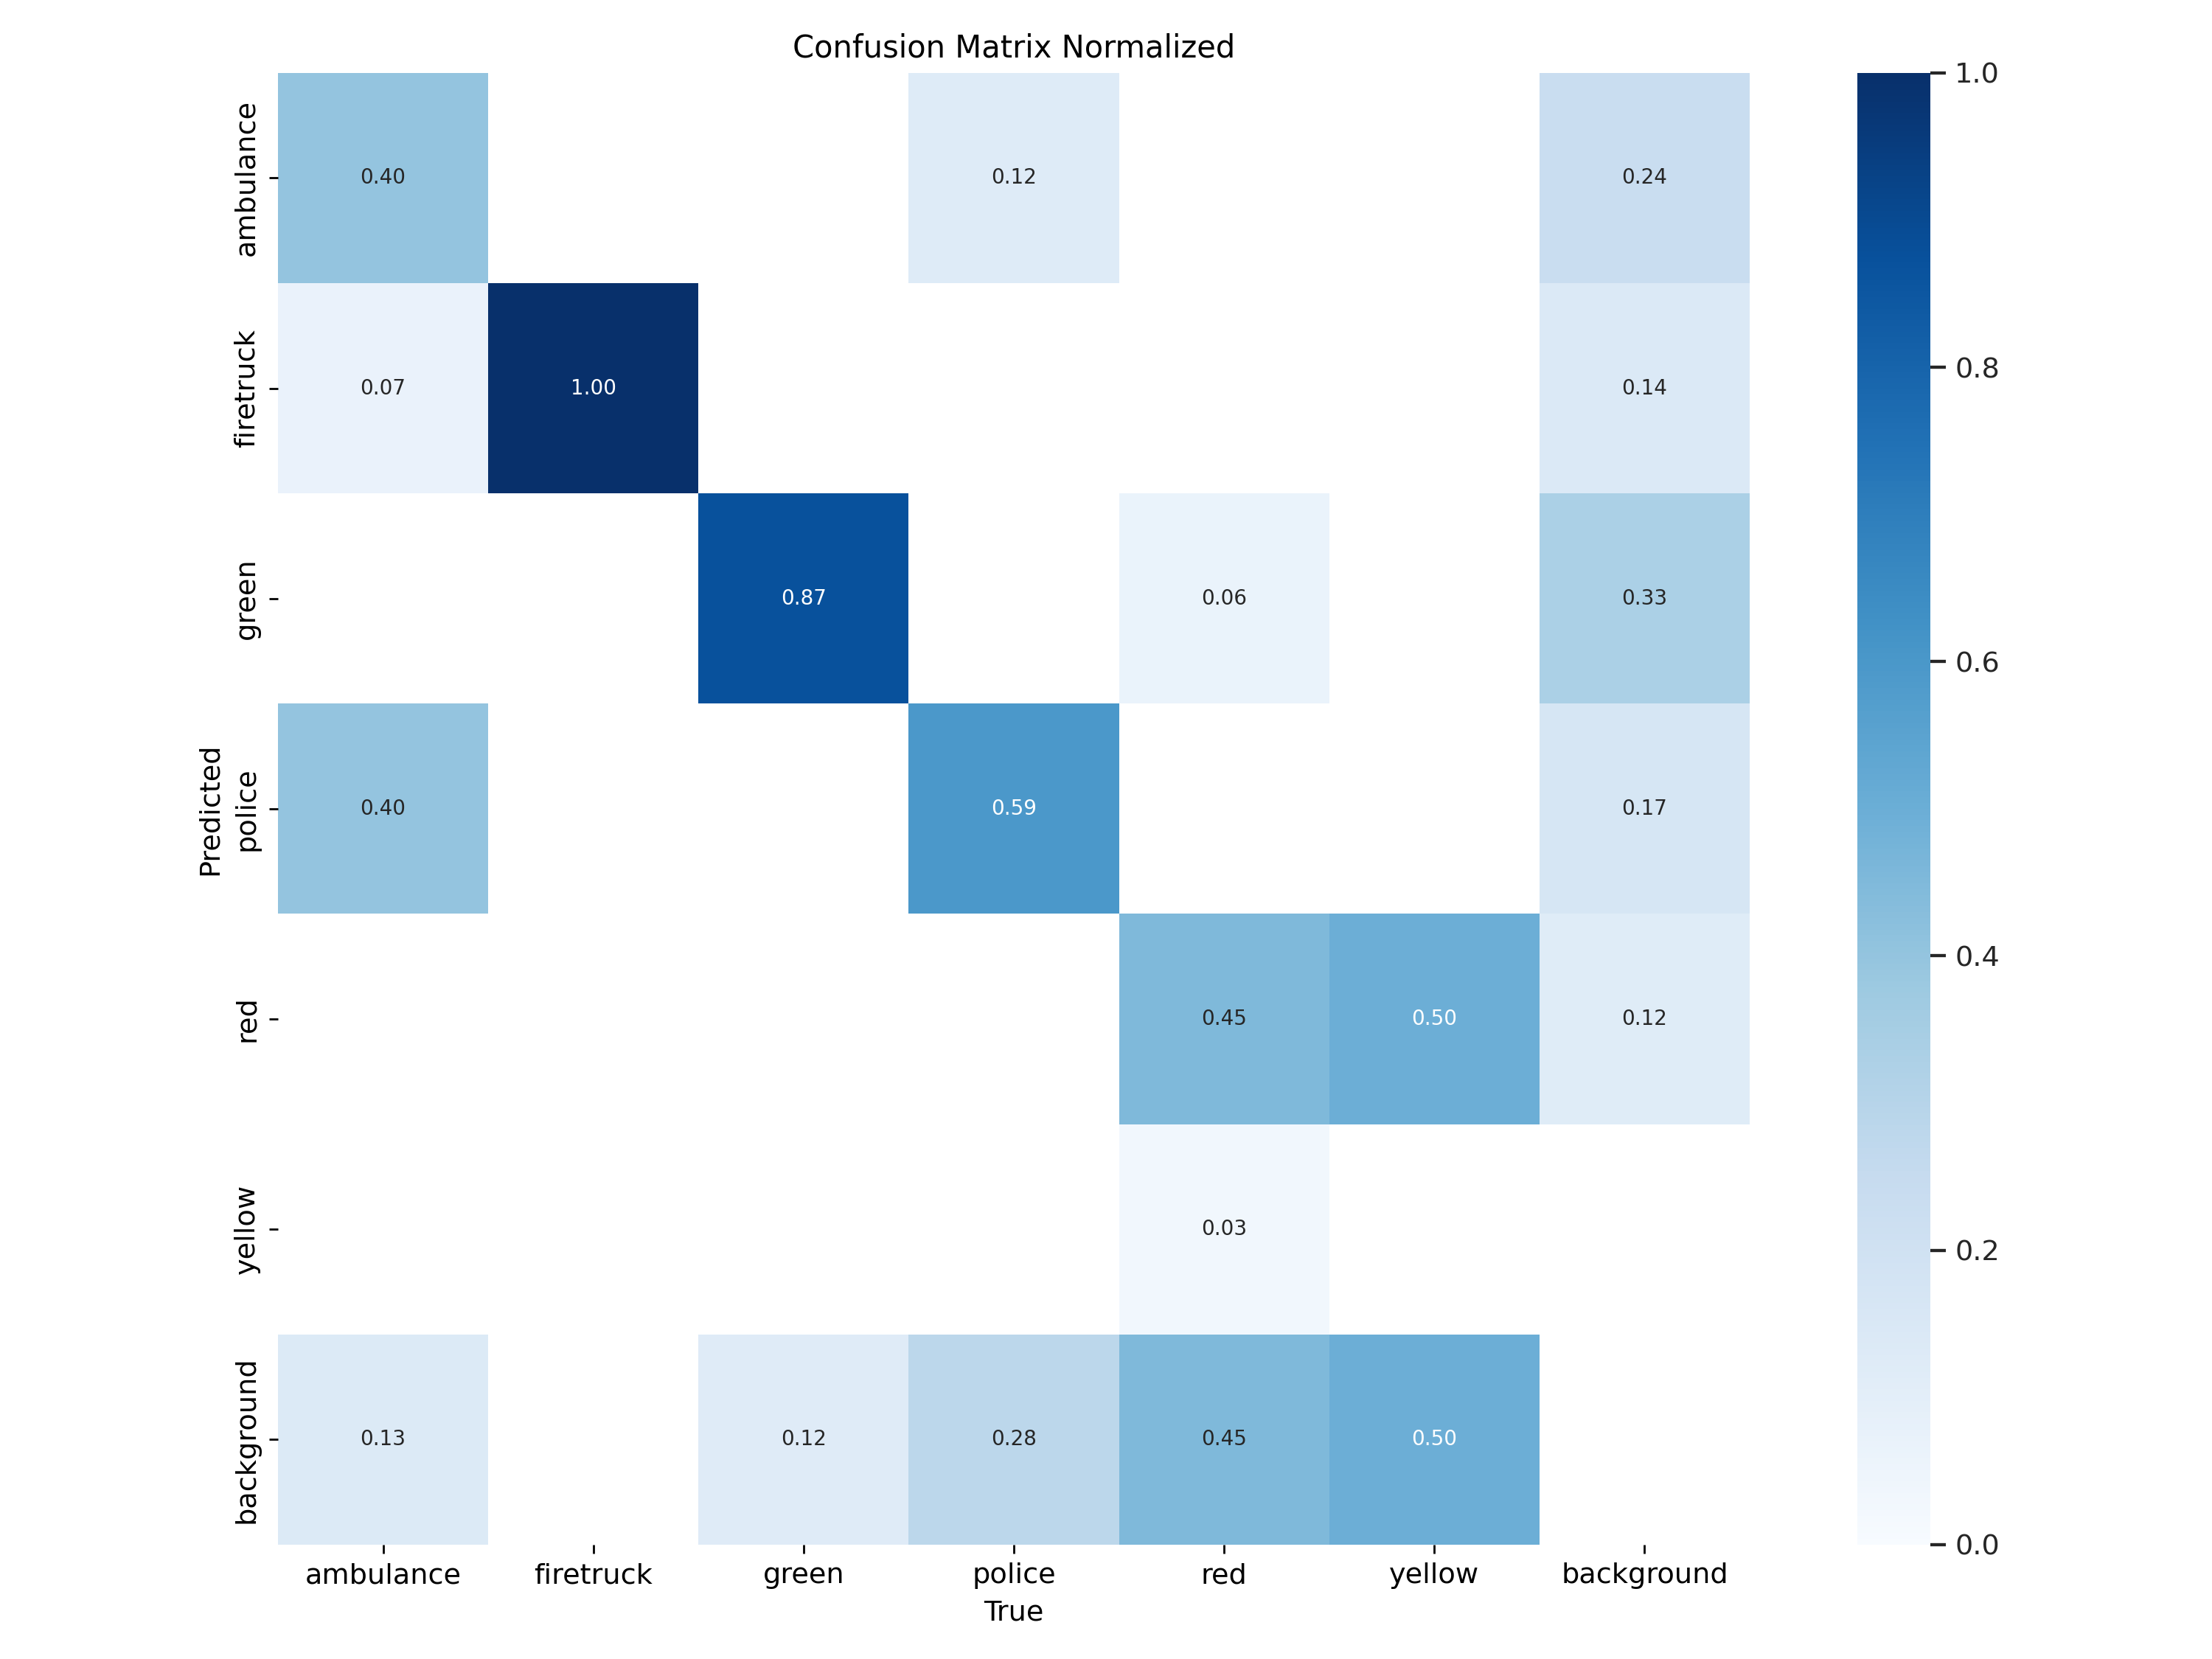 Confusion Matrix Normalized
ambulance
0.40
0.12
0.24
1.0
firetruck
0.07
1.00
0.14
0.8
green
0.87
0.06
0.33
0.6
Predicted
police
0.40
0.59
0.17
0.4
red
0.45
0.50
0.12
yellow
0.03
0.2
background
0.13
0.12
0.28
0.45
0.50
0.0
ambulance firetruck green police red yellow background
True